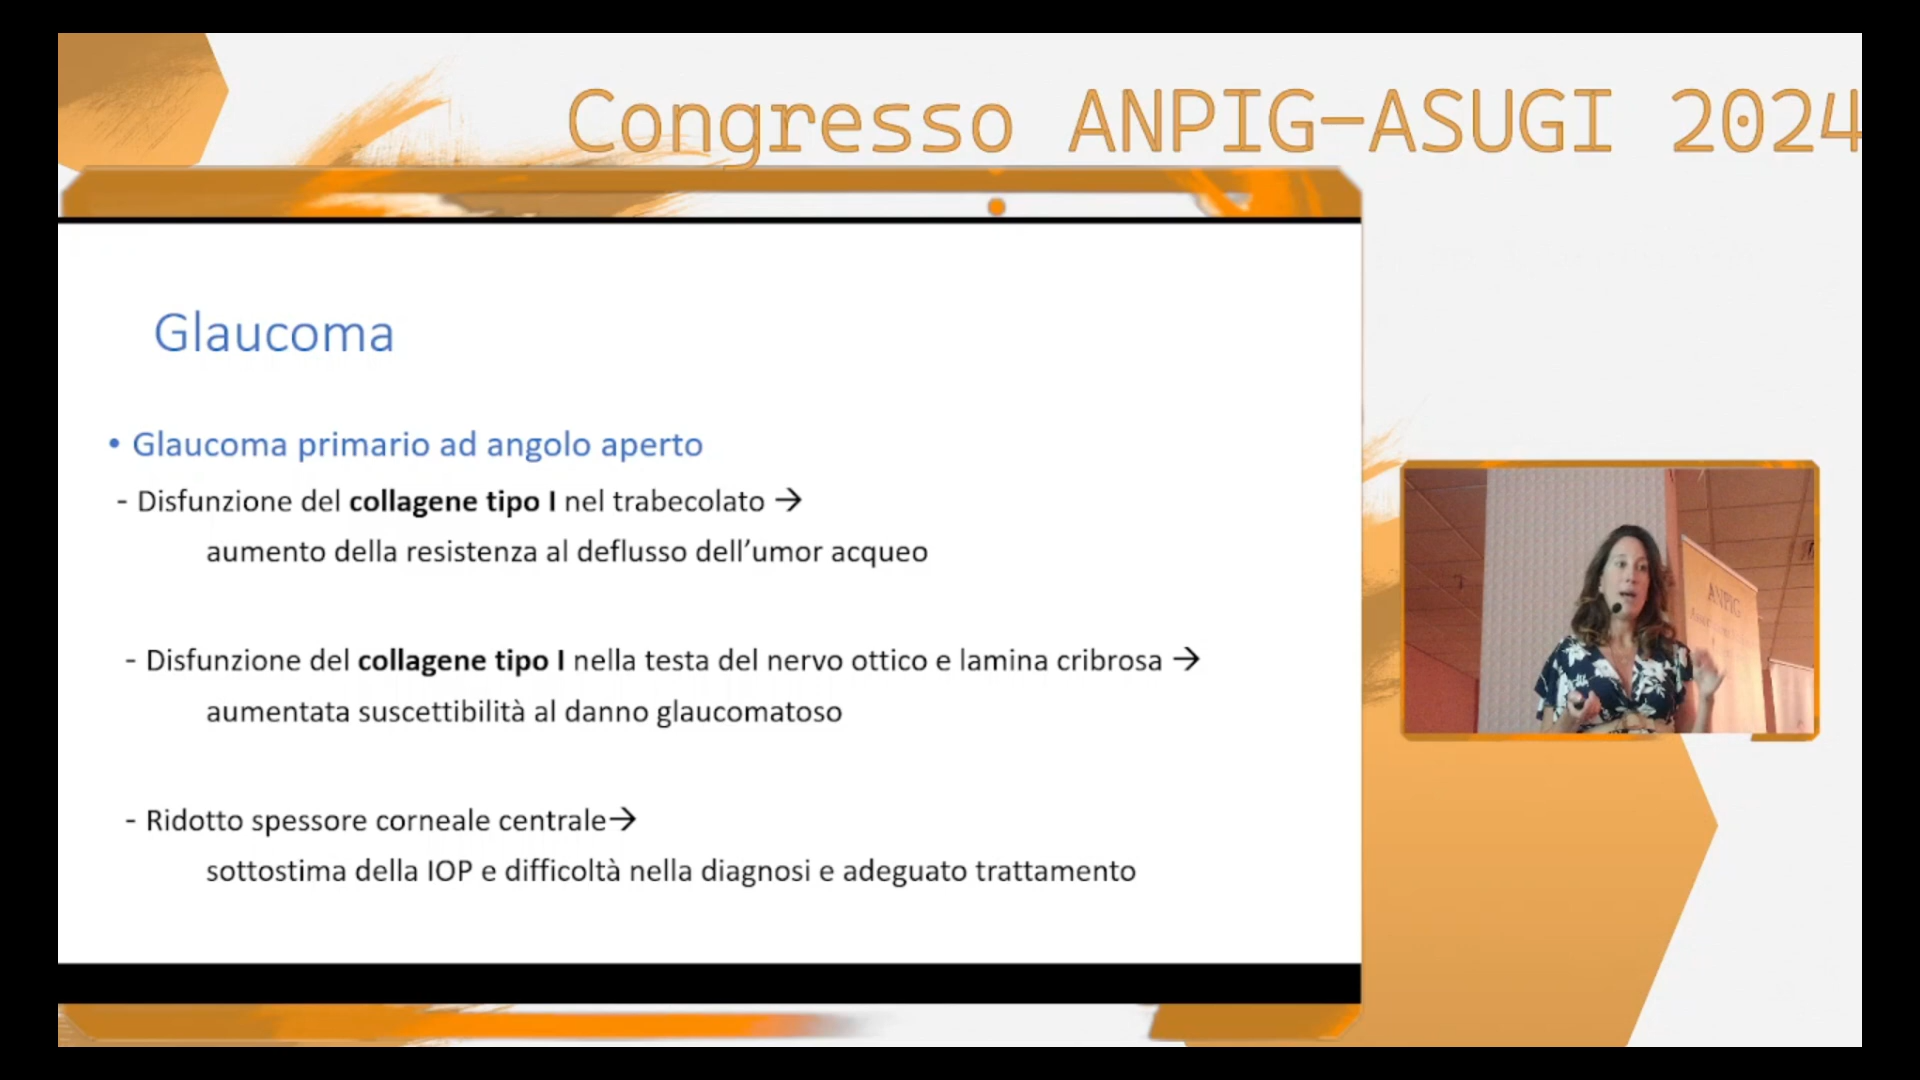 Congresso ANPIG-ASUGI 2024
Glaucoma
• Glaucoma primario ad angolo aperto
- Disfunzione del collagene tipo I nel trabecolato →
aumento della resistenza al deflusso dell’umor acqueo
- Disfunzione del collagene tipo I nella testa del nervo ottico e lamina cribrosa →
aumentata suscettibilità al danno glaucomatoso
- Ridotto spessore corneale centrale→
sottostima della IOP e difficoltà nella diagnosi e adeguato trattamento
ANPIG